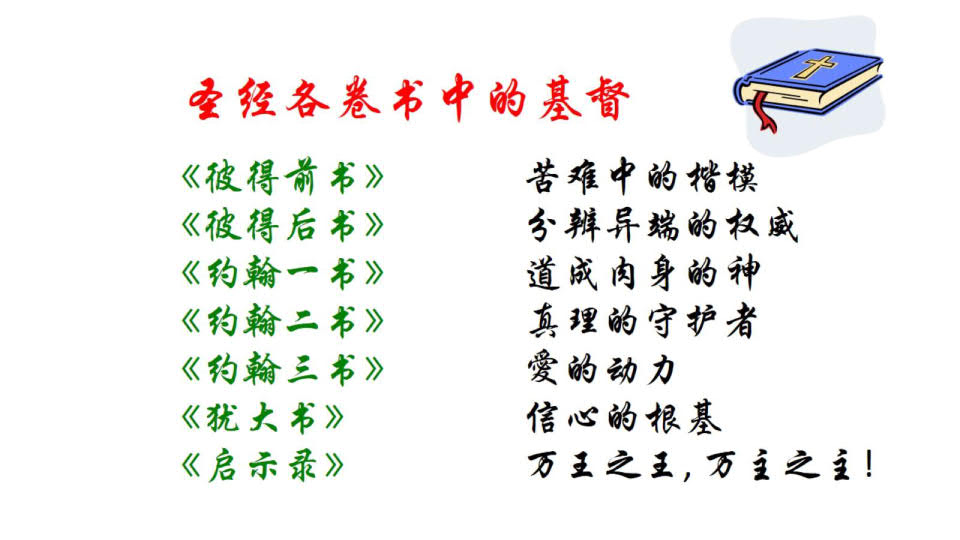 圣经各卷书中的基督
《彼得前书》 苦难中的楷模
《彼得后书》 分辨异端的权威
《约翰一书》 道成肉身的神
《约翰二书》 真理的守护者
《约翰三书》 愛的动力
《犹大书》 信心的根基
《启示录》 万王之王,万主之主!